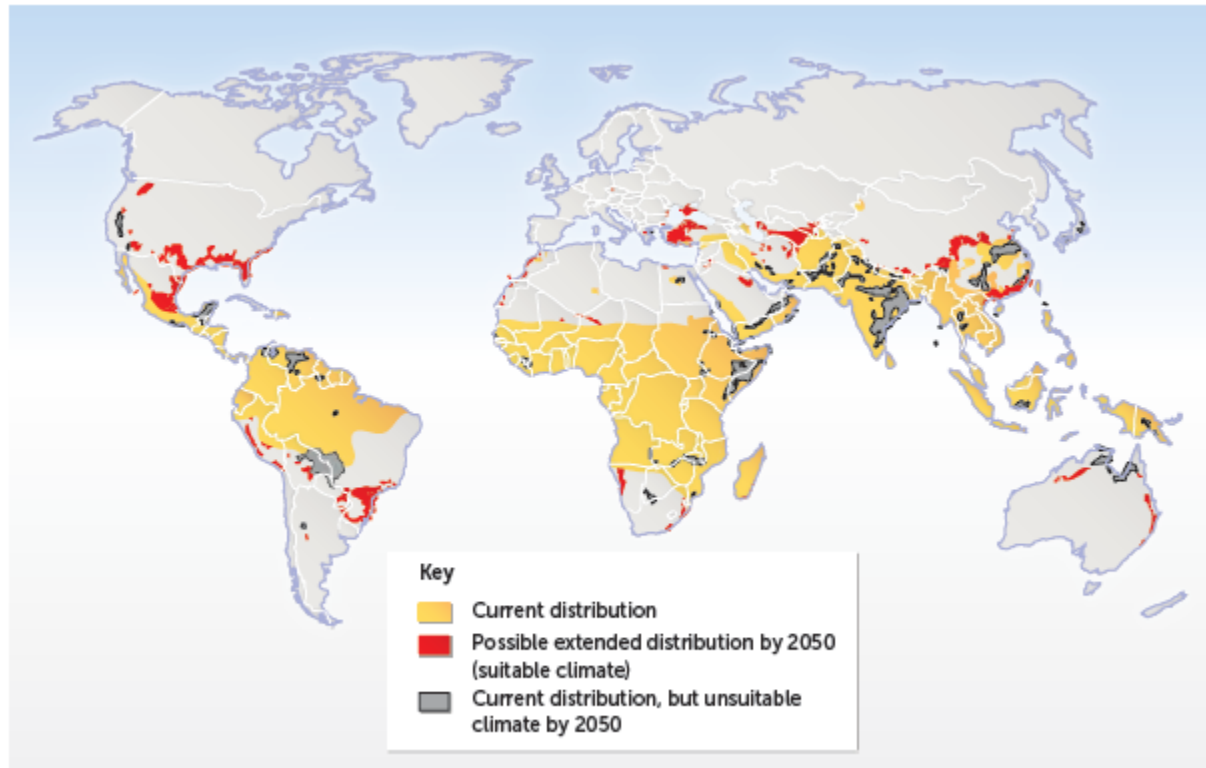 Key
Current distribution
Possible extended distribution by 2050
(suitable climate)
Current distribution, but unsuitable
climate by 2050